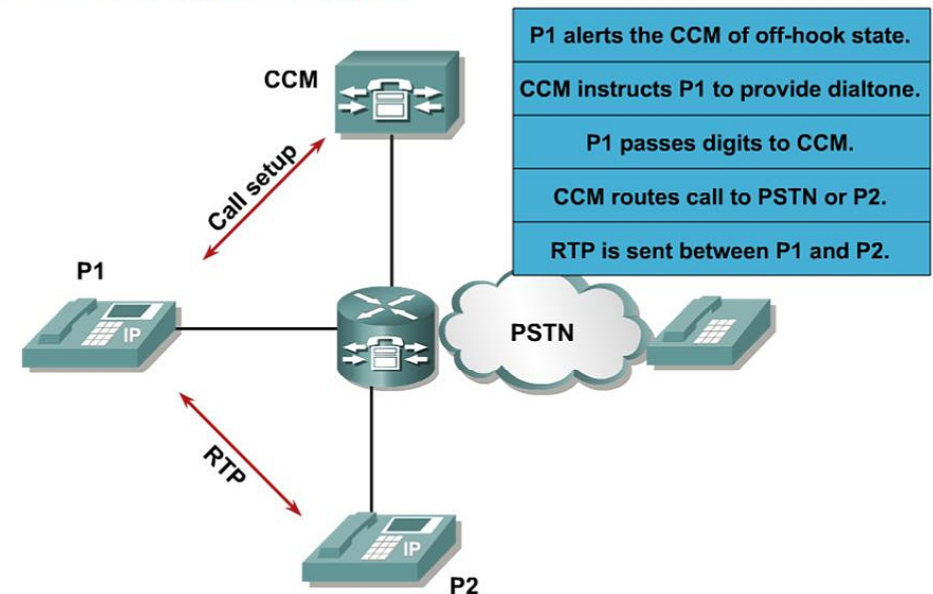 P1 alerts the CCM of off-hook state.
CCM instructs P1 to provide dialtone.
P1 passes digits to CCM.
CCM routes call to PSTN or P2.
RTP is sent between P1 and P2.
CCM
Call setup
P1
IP
PSTN
RTP
IP
P2